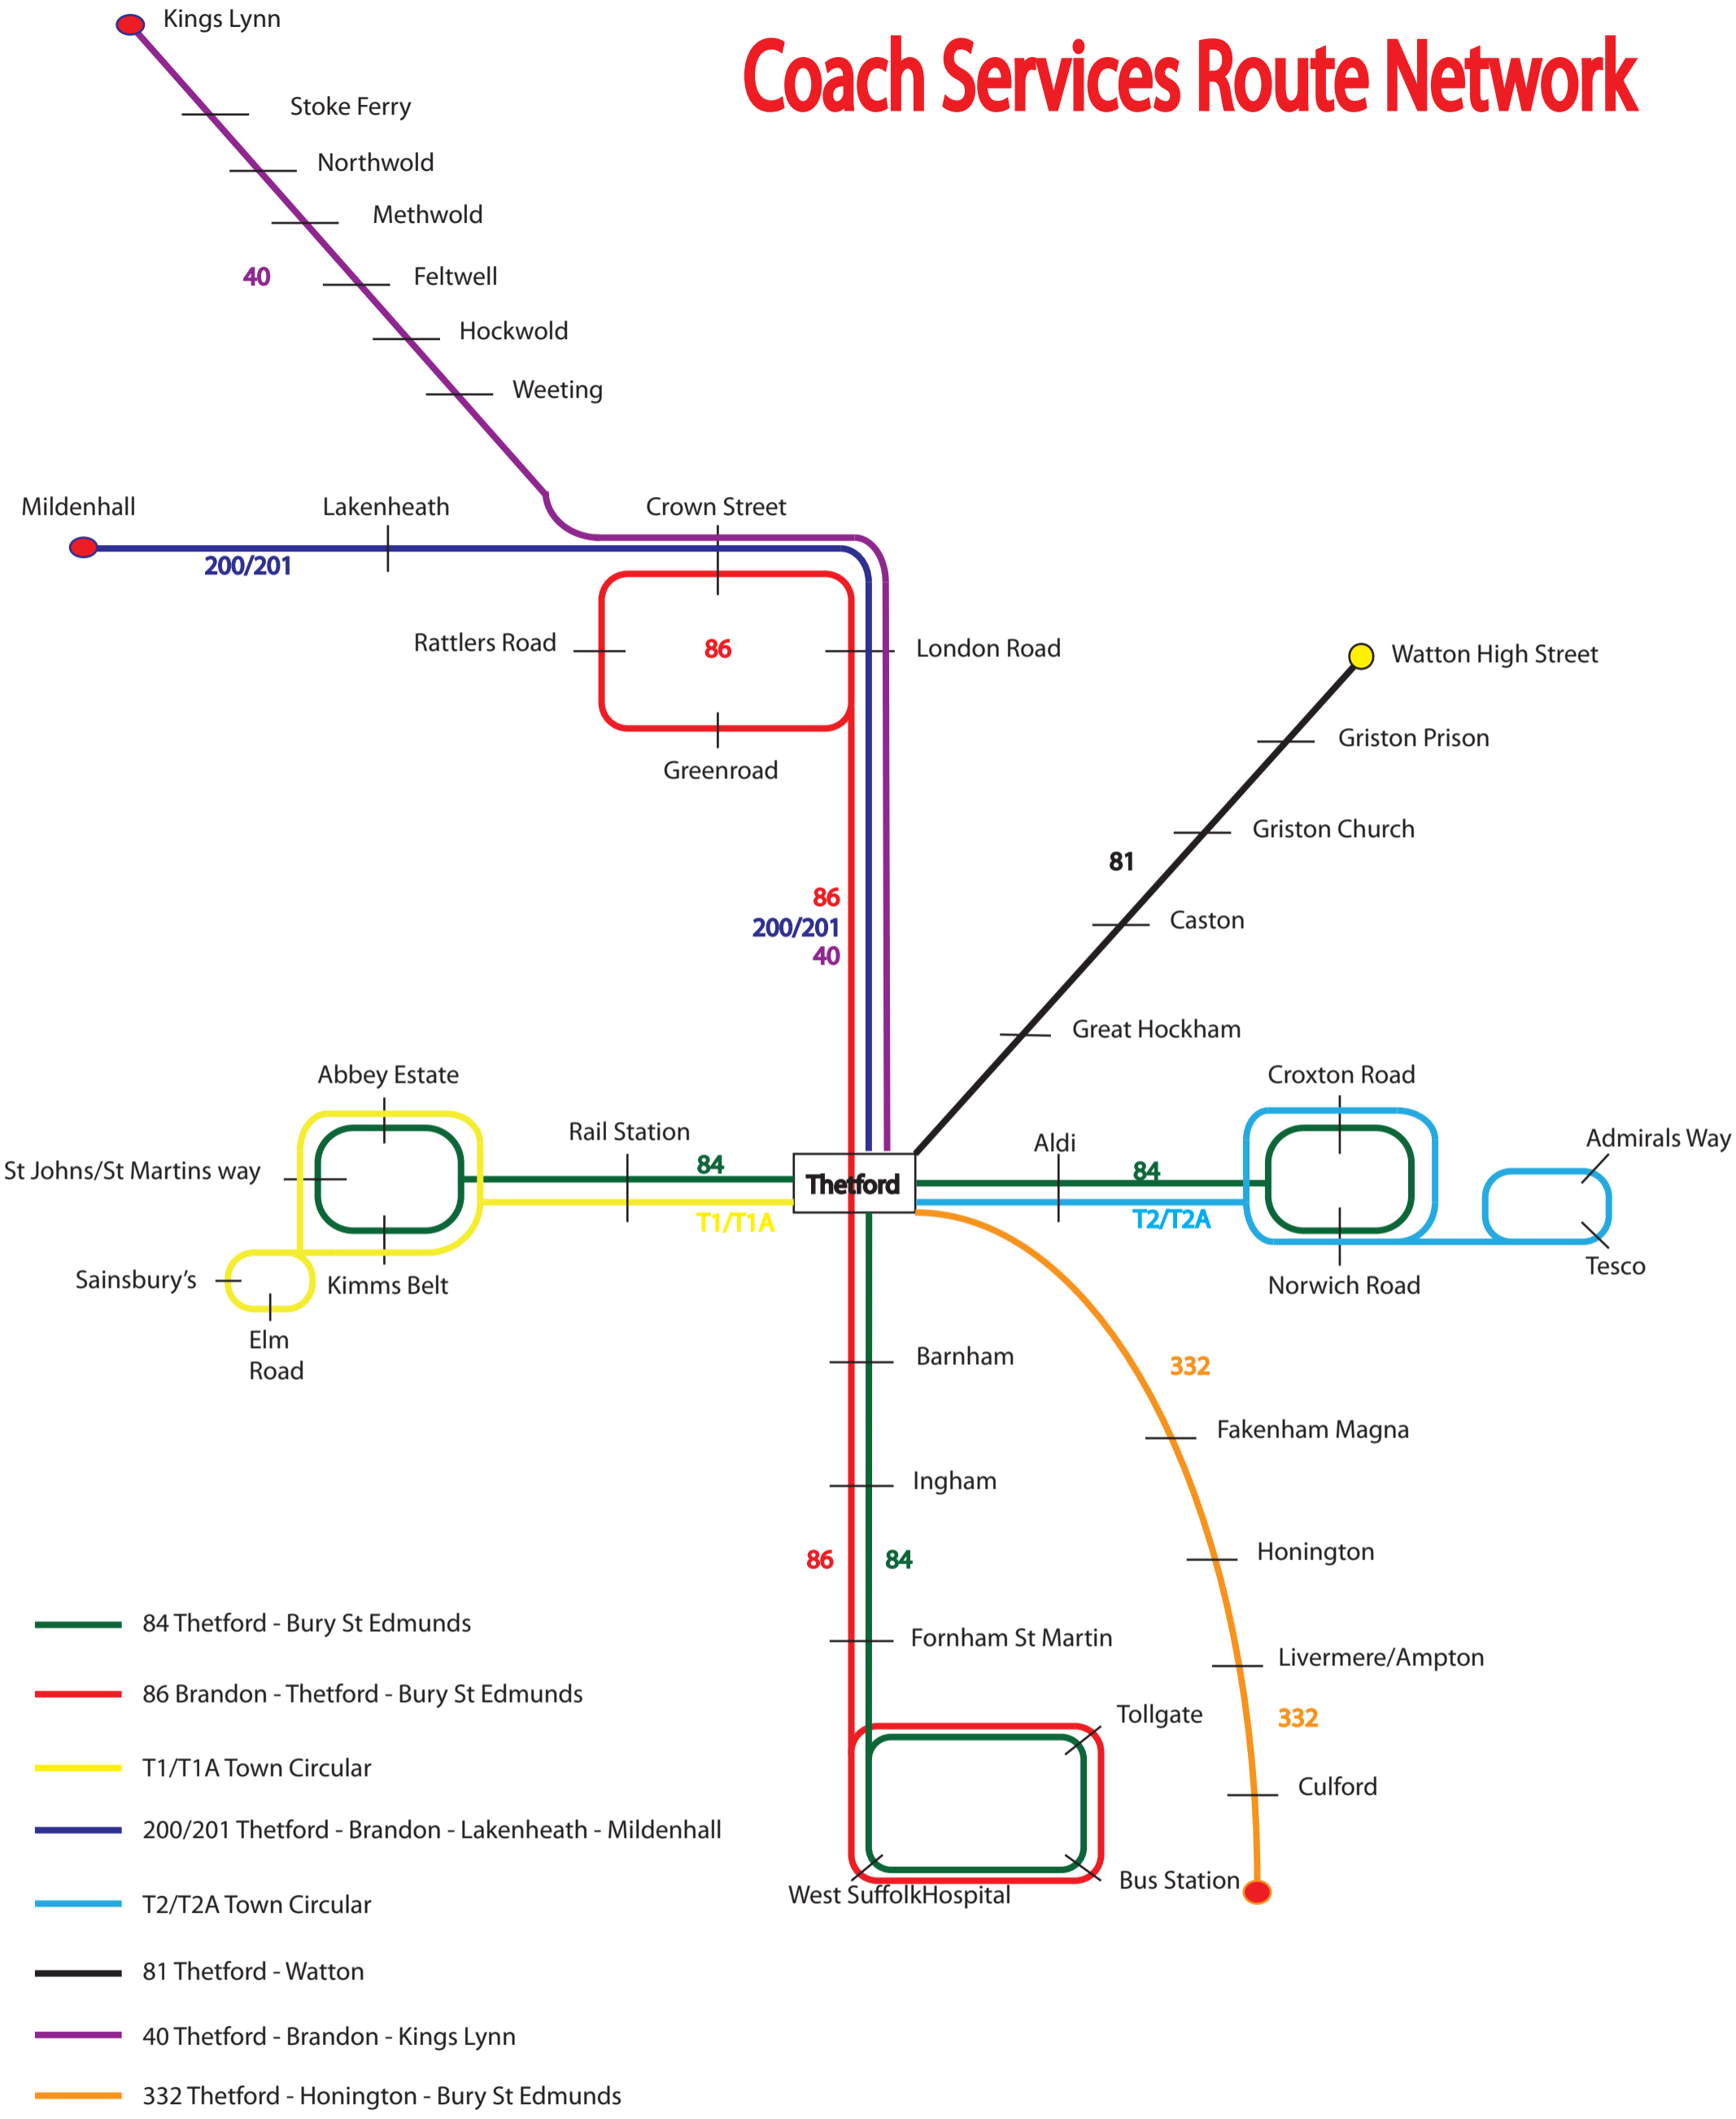 Kings Lynn
Coach Services Route Network
Stoke Ferry
Northwold
Methwold
40
Feltwell
Hockwold
Weeting
Mildenhall
Lakenheath
Crown Street
200/201
Rattlers Road
86
London Road
Watton High Street
Griston Prison
Greenroad
Griston Church
81
86
200/201
40
Caston
Great Hockham
Abbey Estate
Croxton Road
Rail Station
Aldi
Admirals Way
St Johns/St Martins way
84
Thetford
84
T1/T1A
T2/T2A
Sainsbury's
Kimms Belt
Norwich Road
Tesco
Elm
Road
Barnham
332
Fakenham Magna
Ingham
Honington
86
84
84 Thetford - Bury St Edmunds
Fornham St Martin
Livermere/Ampton
86 Brandon - Thetford - Bury St Edmunds
Tollgate
332
T1/T1A Town Circular
Culford
200/201 Thetford - Brandon - Lakenheath - Mildenhall
Bus Station
West SuffolkHospital
T2/T2A Town Circular
81 Thetford - Watton
40 Thetford - Brandon - Kings Lynn
332 Thetford - Honington - Bury St Edmunds